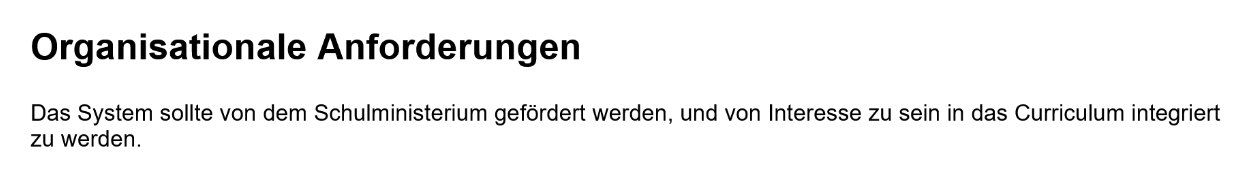 Organisationale Anforderungen
Das System sollte von dem Schulministerium gefördert werden, und von Interesse zu sein in das Curriculum integriert
zu werden.